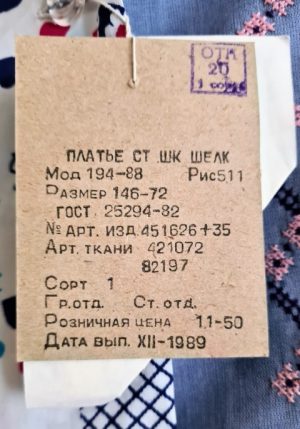 ОТК
20
1 сорт
ПЛАТЬЕ СТ ШК ШЕЛК
Мод 194-88 Рис511
Размер 146-72
ГОСТ 25294-82
№ АРТ. ИЗД 451626+35
Арт. ткани 421072
82197
Сорт 1
Гр.отд. Ст. отд.
Розничная цена 11-50
Дата вып. XII-1989